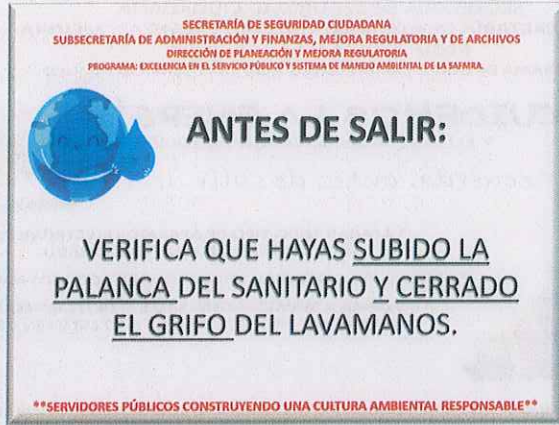 SECRETARÍA DE SEGURIDAD CIUDADANA
SUBSECRETARÍA DE ADMINISTRACIÓN Y FINANZAS, MEJORA REGULATORIA Y DE ARCHIVOS
DIRECCIÓN DE PLANEACIÓN Y MEJORA REGULATORIA
PROGRAMA: EXCELENCIA EN EL SERVICIO PÚBLICO Y SISTEMA DE MANEJO AMBIENTAL DE LA SAFMRA.
ANTES DE SALIR:
VERIFICA QUE HAYAS SUBIDO LA
PALANCA DEL SANITARIO Y CERRADO
EL GRIFO DEL LAVAMANOS.
**SERVIDORES PÚBLICOS CONSTRUYENDO UNA CULTURA AMBIENTAL RESPONSABLE**